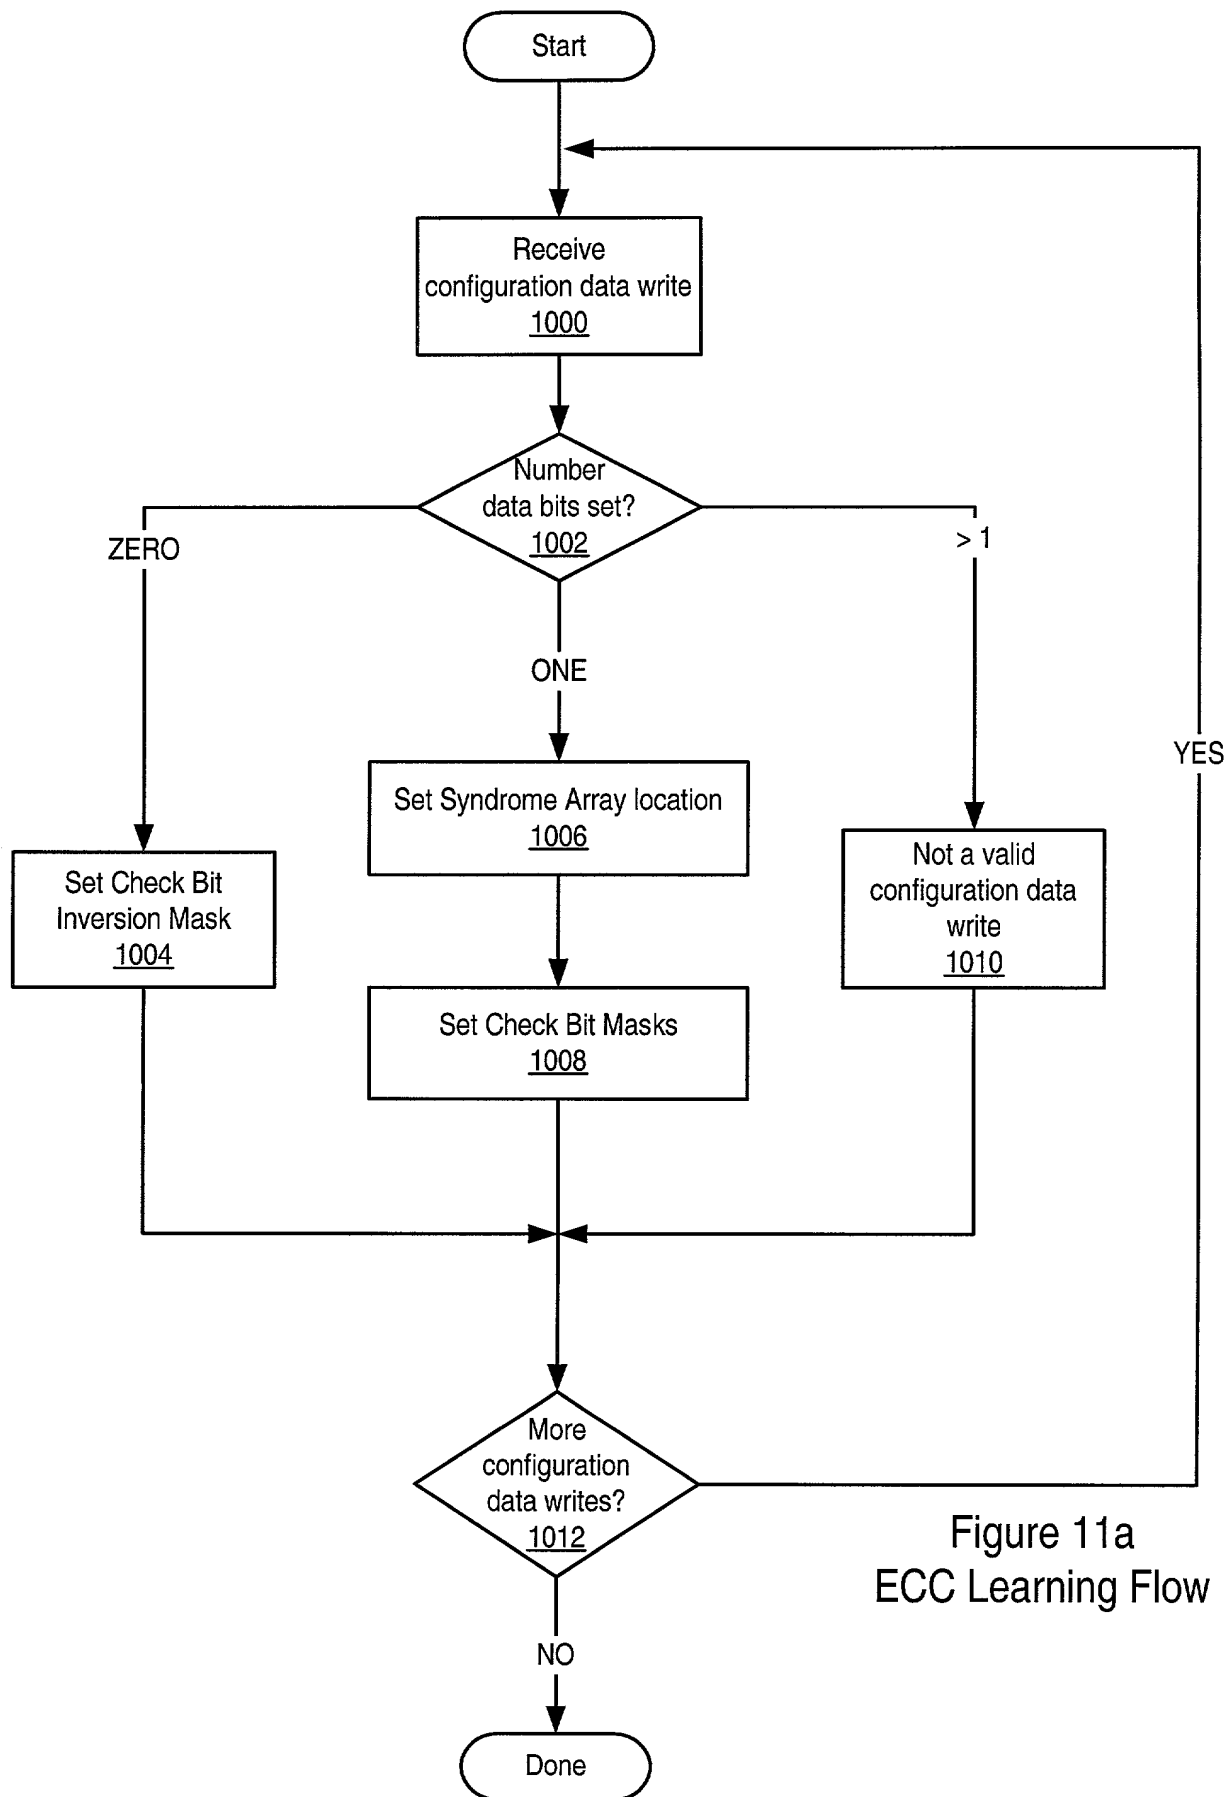 Start
Receive
configuration data write
1000
Number
data bits set?
1002
ZERO
> 1
ONE
YES
Set Syndrome Array location
1006
Set Check Bit
Inversion Mask
1004
Not a valid
configuration data
write
1010
Set Check Bit Masks
1008
More
configuration
data writes?
1012
Figure 11a
ECC Learning Flow
NO
Done